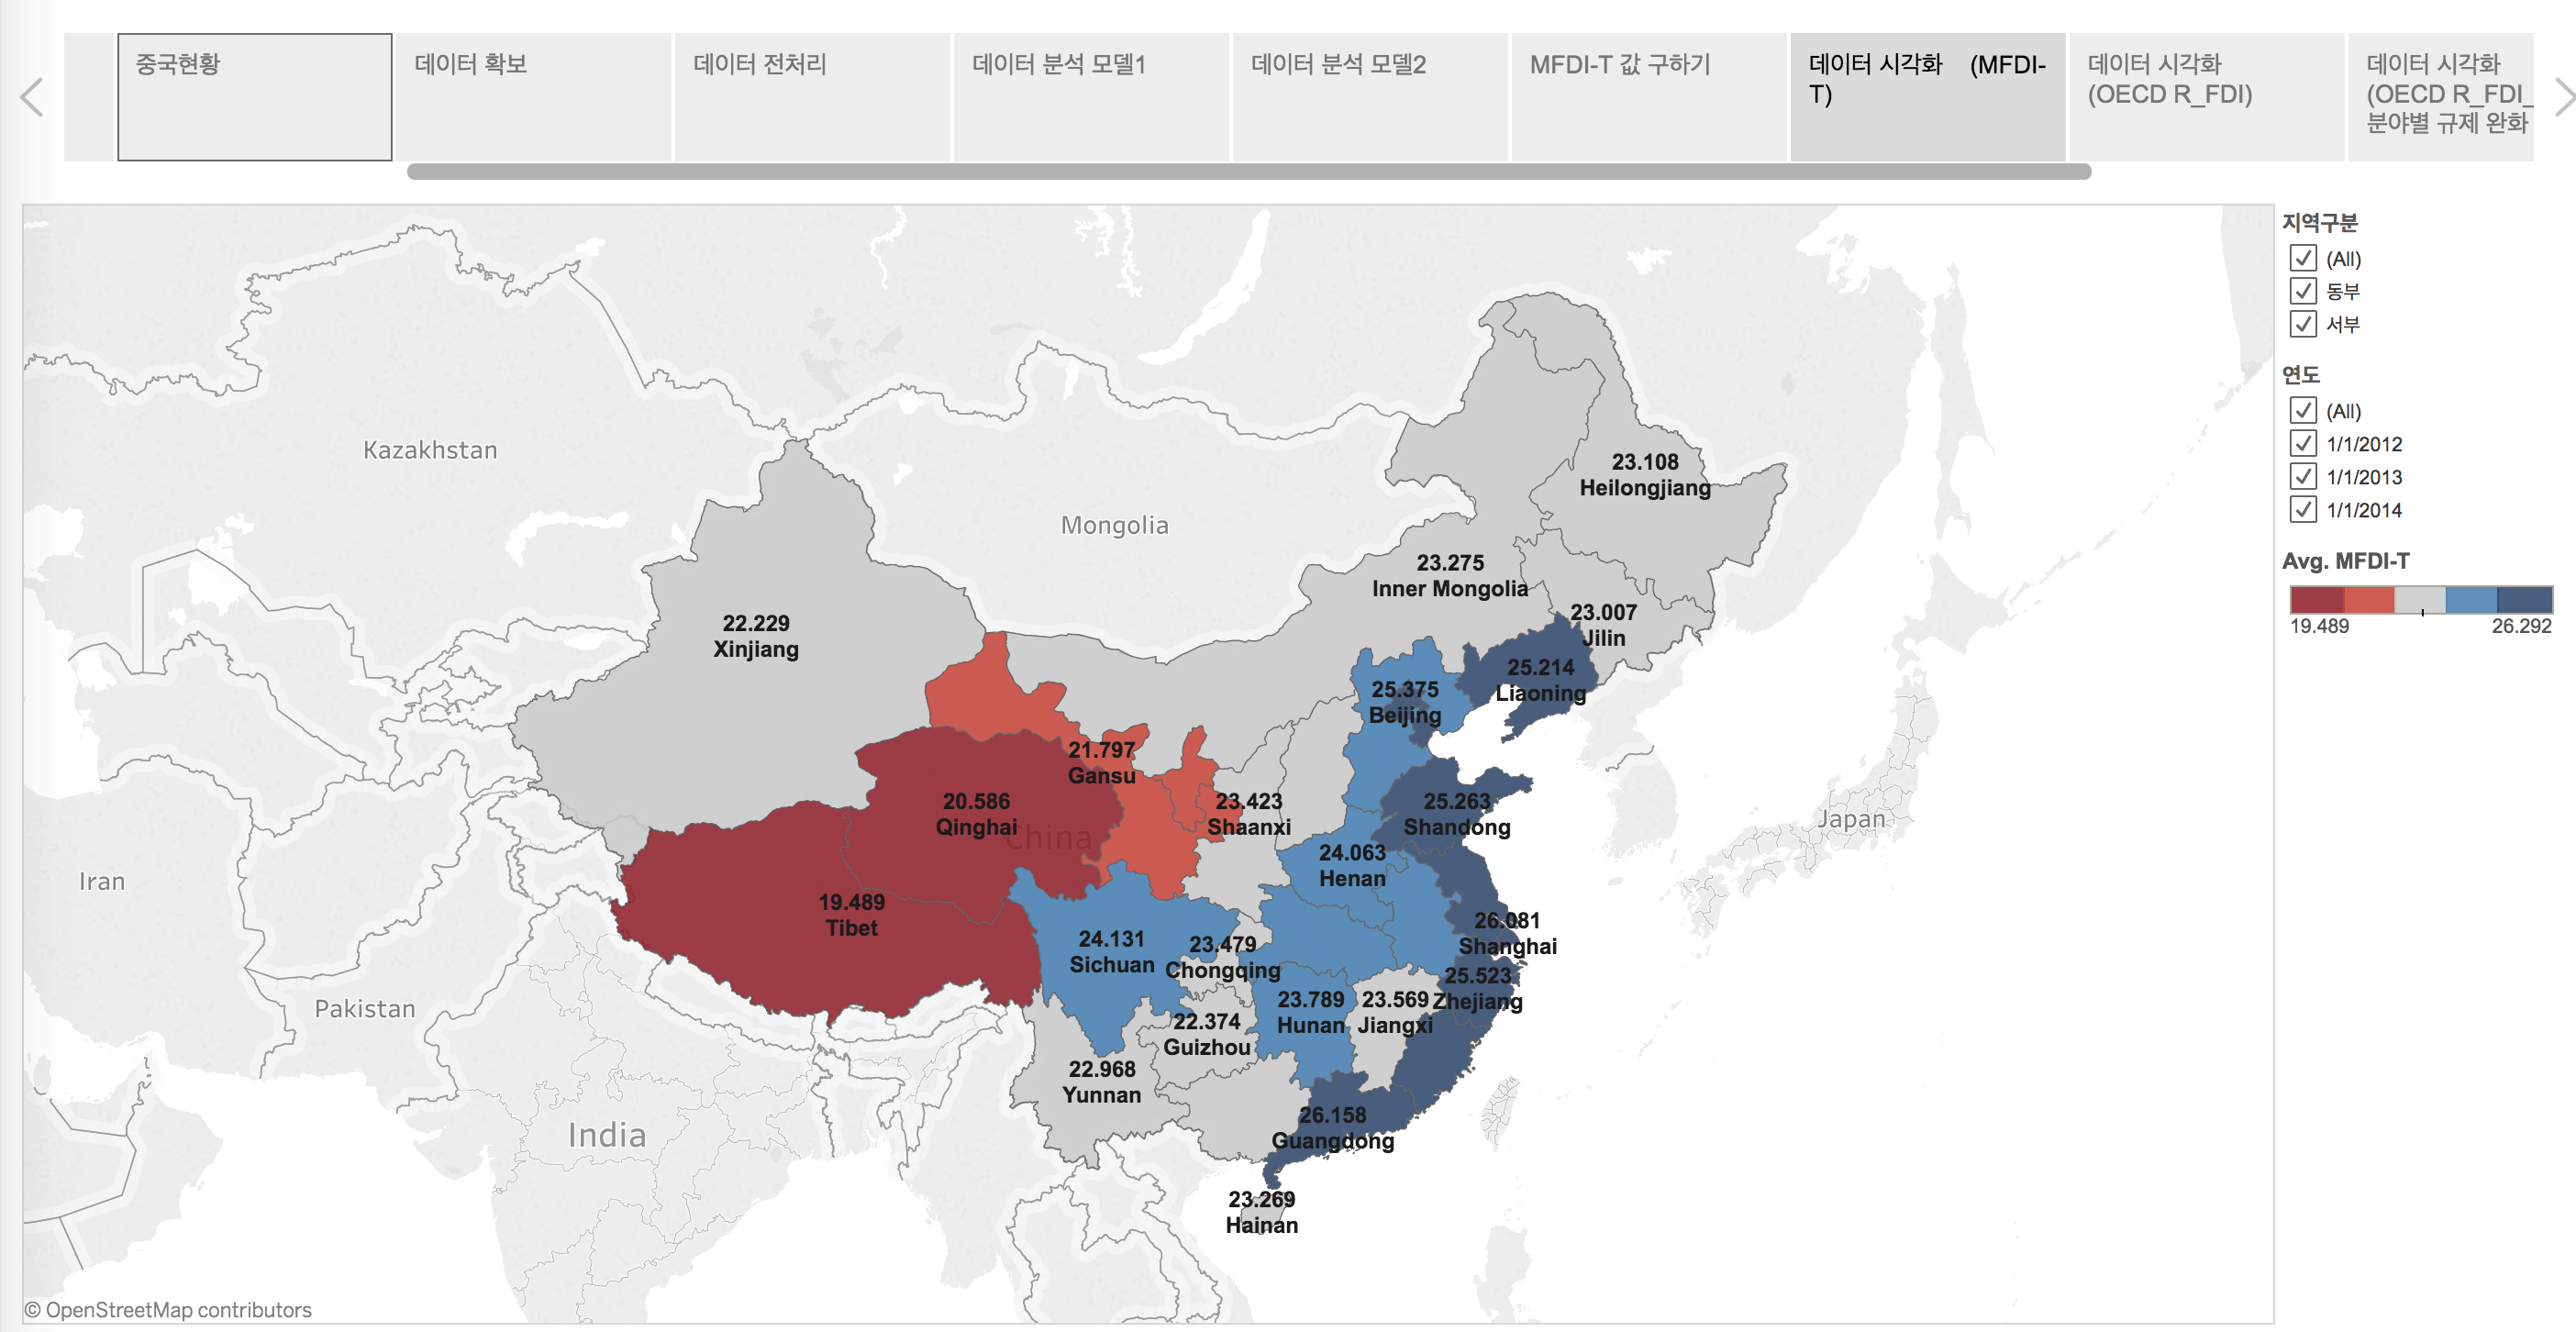 중국현황
데이터 확보
데이터 전처리
데이터 분석 모델1
데이터 분석 모델2
MFDI-T 값 구하기
데이터 시각화 (MFDI-
T)
데이터 시각화
(OECD R_FDI)
데이터 시각화
(OECD R_FDI_
분야별 규제 완화
지역구분
(All)
동부
서부
연도
(All)
1/1/2012
1/1/2013
1/1/2014
Avg. MFDI-T
19.489
26.292
Kazakhstan
Mongolia
23.108
Heilongjiang
23.275
Inner Mongolia
23.007
Jilin
22.229
Xinjiang
25.214
Liaoning
25.375
Beijing
21.797
Gansu
20.586
Qinghai
China
23.423
Shaanxi
25.263
Shandong
Japan
24.063
Henan
Iran
19.489
Tibet
26.081
Shanghai
24.131
Sichuan
23.479
Chongqing
25.523
Zhejiang
Pakistan
23.789
Hunan
23.569
Jiangxi
22.374
Guizhou
22.968
Yunnan
India
26.158
Guangdong
23.269
Hainan
© OpenStreetMap contributors